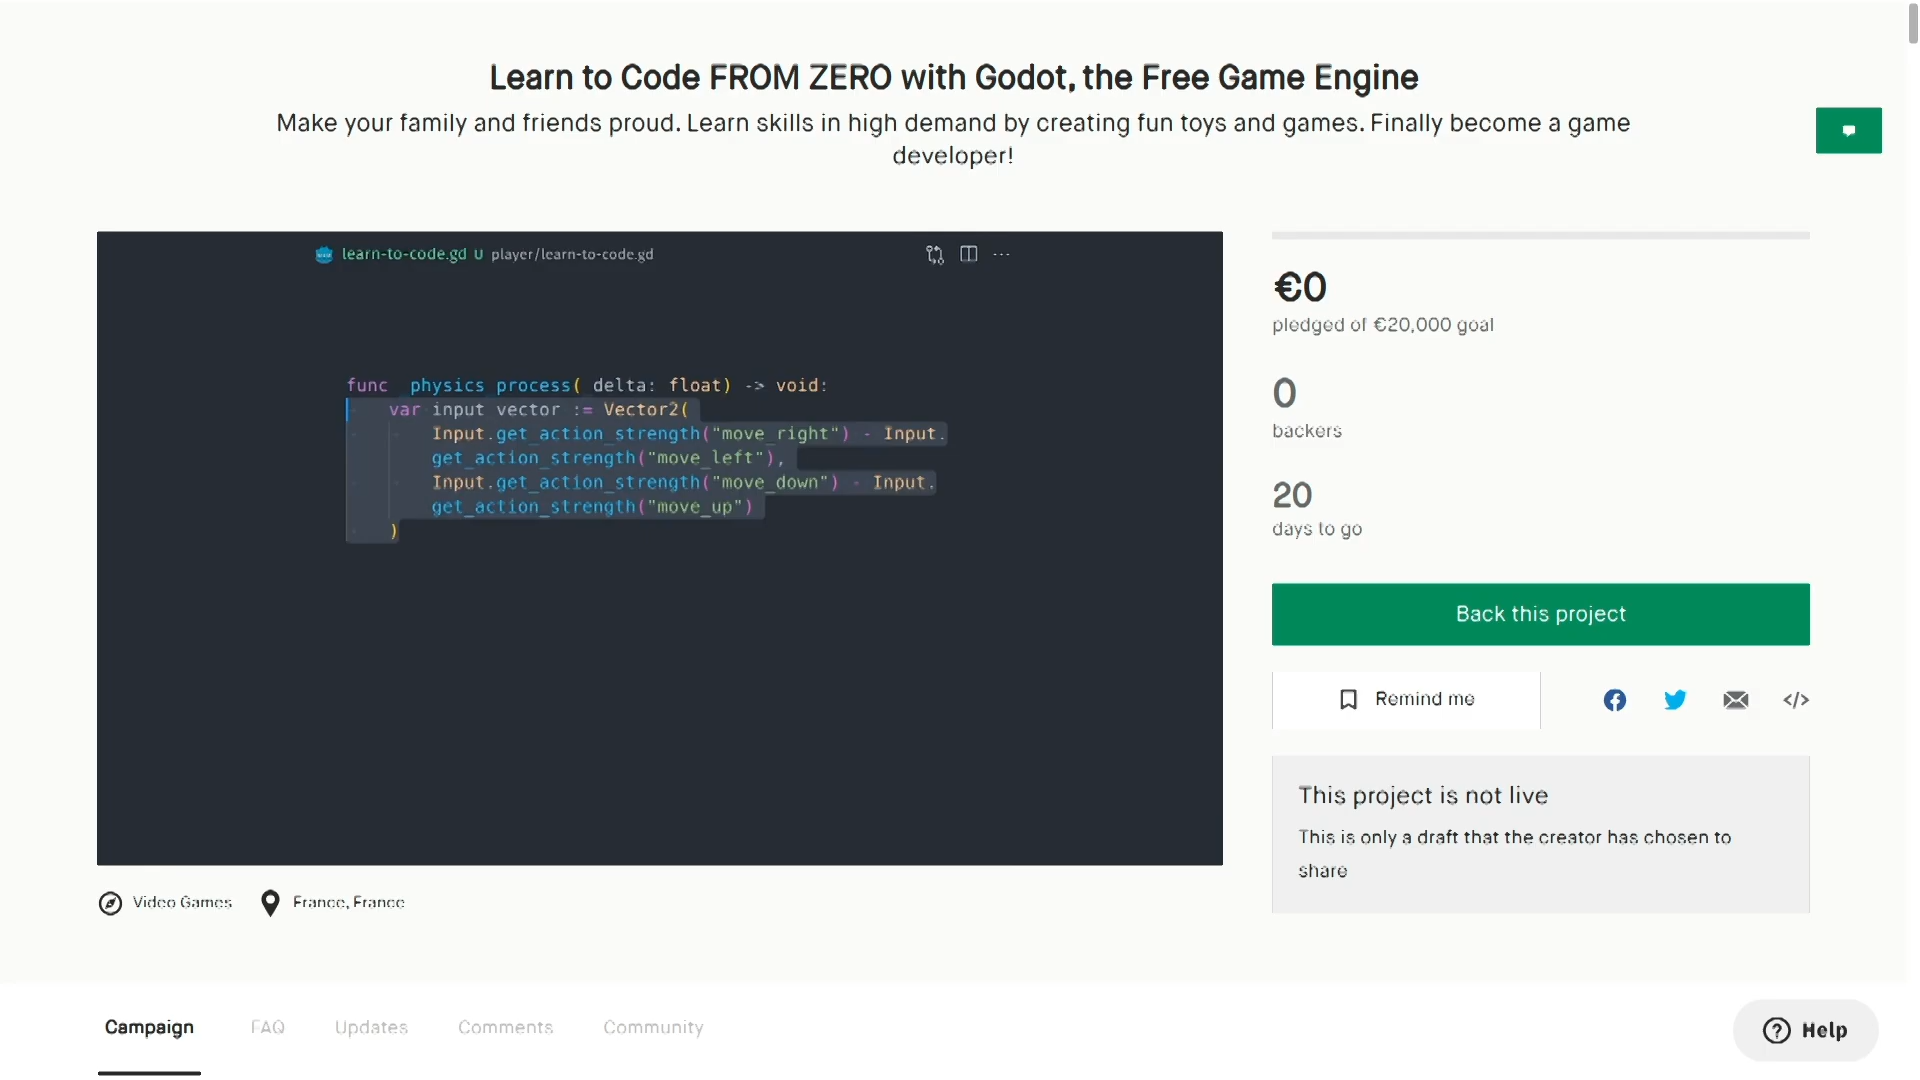 Learn to Code FROM ZERO with Godot, the Free Game Engine
Make your family and friends proud. Learn skills in high demand by creating fun toys and games. Finally become a game
developer!
learn-to-code.gd U player/learn-to-code.gd
func _physics_process(_delta: float) -> void:
var input_vector := Vector2(
Input.get_action_strength("move_right") - Input.
get_action_strength("move_left"),
Input.get_action_strength("move_down") - Input.
get_action_strength("move_up")
)
€0
pledged of €20,000 goal
0
backers
20
days to go
Back this project
Remind me
</>
This project is not live
This is only a draft that the creator has chosen to
share
Video Games
France, France
Campaign
FAQ
Updates
Comments
Community
Help